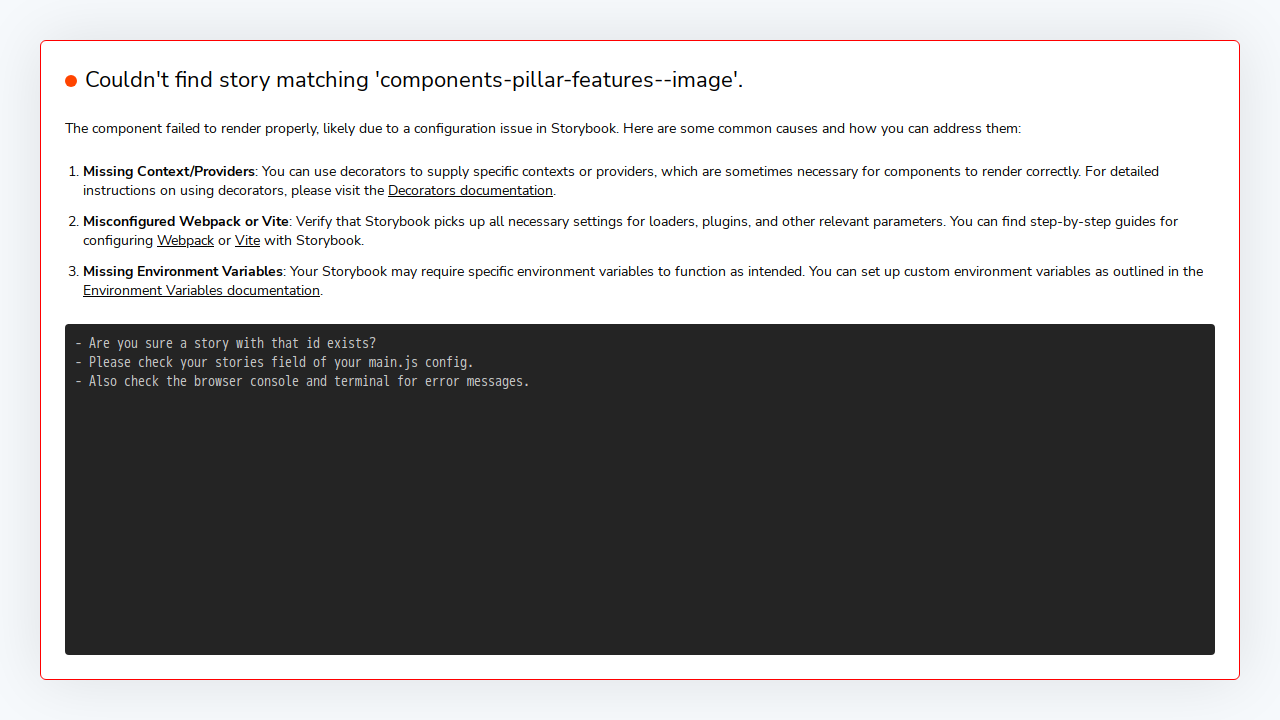 Couldn't find story matching 'components-pillar-features--image'.
The component failed to render properly, likely due to a configuration issue in Storybook. Here are some common causes and how you can address them:
1. Missing Context/Providers: You can use decorators to supply specific contexts or providers, which are sometimes necessary for components to render correctly. For detailed
instructions on using decorators, please visit the Decorators documentation.
2. Misconfigured Webpack or Vite: Verify that Storybook picks up all necessary settings for loaders, plugins, and other relevant parameters. You can find step-by-step guides for
configuring Webpack or Vite with Storybook.
3. Missing Environment Variables: Your Storybook may require specific environment variables to function as intended. You can set up custom environment variables as outlined in the
Environment Variables documentation.
- Are you sure a story with that id exists?
- Please check your stories field of your main.js config.
- Also check the browser console and terminal for error messages.